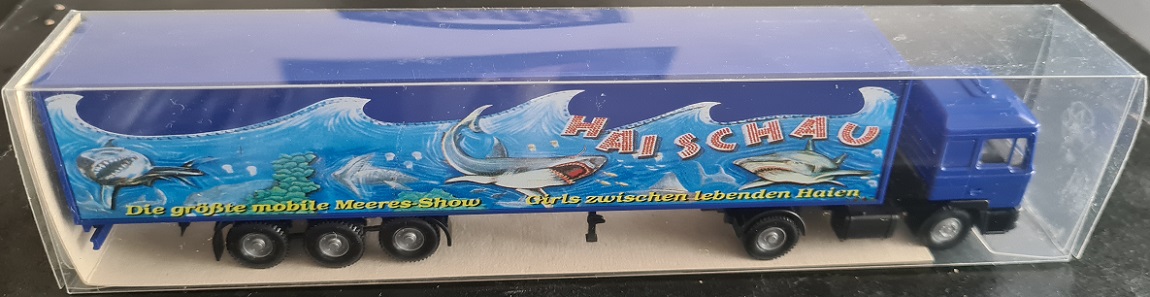 HAISCHAU
Die größte mobile Meeres-Show
Girls zwischen lebenden Haien